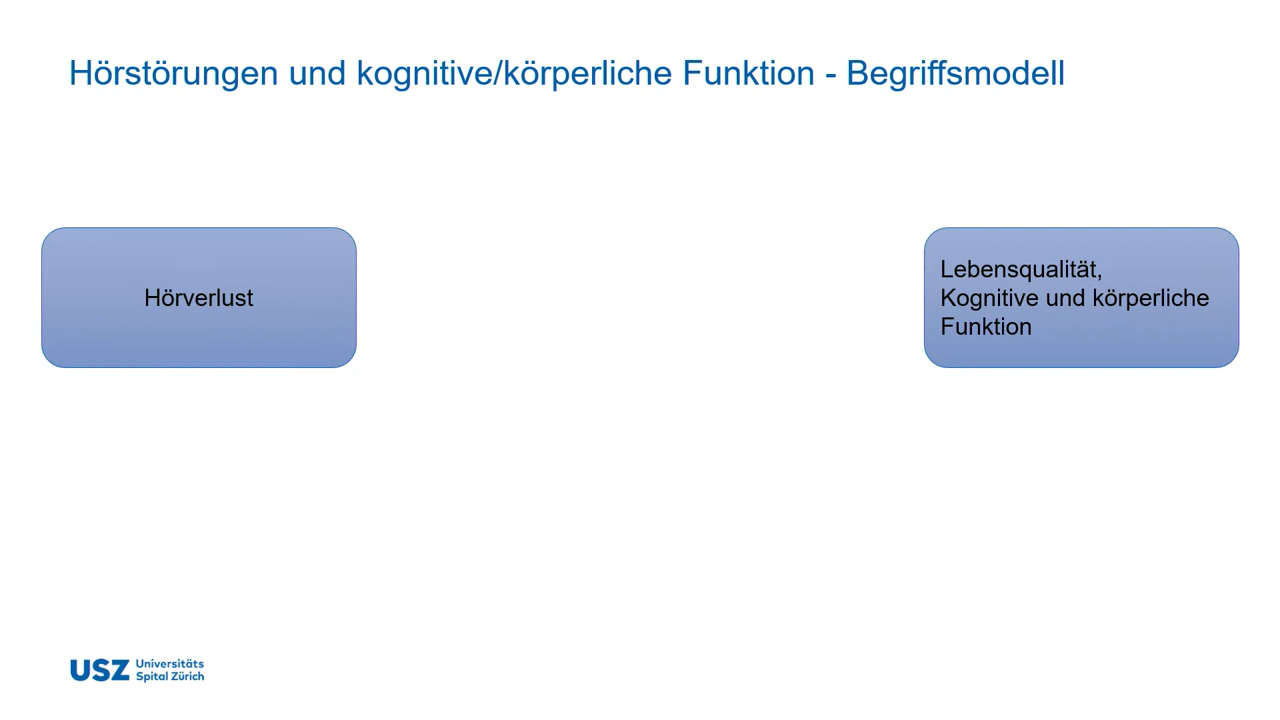 Hörstörungen und kognitive/körperliche Funktion - Begriffsmodell
Hörverlust
Lebensqualität,
Kognitive und körperliche
Funktion
USZ Universitäts
Spital Zürich